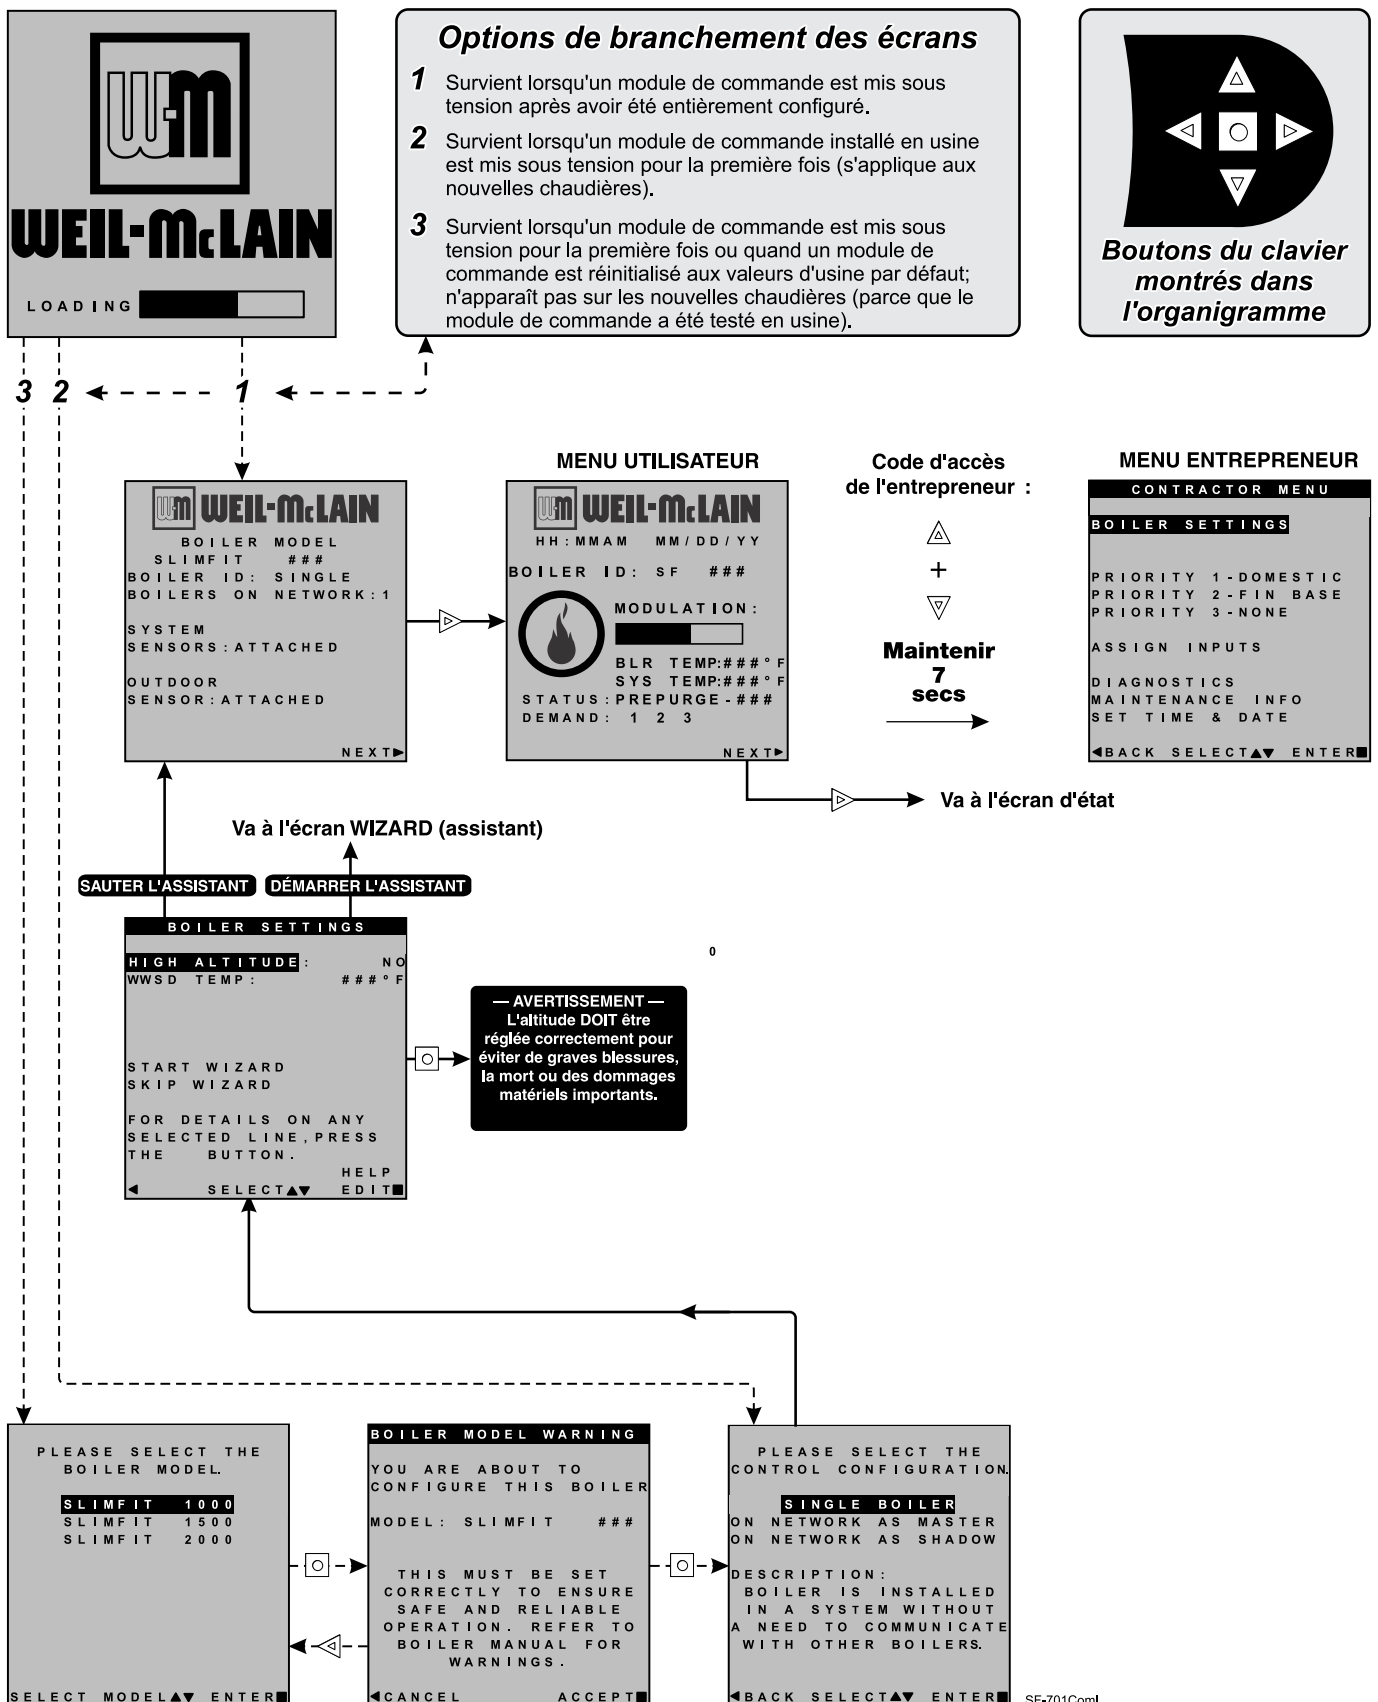 WM
WEIL-McLAIN
LOADING
Options de branchement des écrans
1 Survient lorsqu'un module de commande est mis sous
tension après avoir été entièrement configuré.
2 Survient lorsqu'un module de commande installé en usine
est mis sous tension pour la première fois (s'applique aux
nouvelles chaudières).
3 Survient lorsqu'un module de commande est mis sous
tension pour la première fois ou quand un module de
commande est réinitialisé aux valeurs d'usine par défaut;
n'apparaît pas sur les nouvelles chaudières (parce que le
module de commande a été testé en usine).
Boutons du clavier
montrés dans
l'organigramme
3 2 1
WM WEIL-McLAIN
BOILER MODEL
SLIMFIT ###
BOILER ID: SINGLE
BOILERS ON NETWORK:1
SYSTEM
SENSORS:ATTACHED
OUTDOOR
SENSOR:ATTACHED
NEXT▶
MENU UTILISATEUR
WM WEIL-McLAIN
HH:MMAM MM/DD/YY
BOILER ID: SF ###
MODULATION:
BLR TEMP:###°F
SYS TEMP:###°F
STATUS:PREPURGE-###
DEMAND: 1 2 3
NEXT▶
Code d'accès
de l'entrepreneur :
+
Maintenir
7
secs
MENU ENTREPRENEUR
CONTRACTOR MENU
BOILER SETTINGS
PRIORITY 1-DOMESTIC
PRIORITY 2-FIN BASE
PRIORITY 3-NONE
ASSIGN INPUTS
DIAGNOSTICS
MAINTENANCE INFO
SET TIME & DATE
◀BACK SELECT▲▼ ENTER■
Va à l'écran d'état
Va à l'écran WIZARD (assistant)
SAUTER L'ASSISTANT
DÉMARRER L'ASSISTANT
BOILER SETTINGS
HIGH ALTITUDE: NO
WWSD TEMP: ###°F
START WIZARD
SKIP WIZARD
FOR DETAILS ON ANY
SELECTED LINE,PRESS
THE BUTTON.
HELP
◀ SELECT▲▼ EDIT■
0
— AVERTISSEMENT —
L'altitude DOIT être
réglée correctement pour
éviter de graves blessures,
la mort ou des dommages
matériels importants.
PLEASE SELECT THE
BOILER MODEL.
SLIMFIT 1000
SLIMFIT 1500
SLIMFIT 2000
SELECT MODEL▲▼ ENTER■
BOILER MODEL WARNING
YOU ARE ABOUT TO
CONFIGURE THIS BOILER
MODEL: SLIMFIT ###
THIS MUST BE SET
CORRECTLY TO ENSURE
SAFE AND RELIABLE
OPERATION. REFER TO
BOILER MANUAL FOR
WARNINGS.
◀CANCEL ACCEPT■
PLEASE SELECT THE
CONTROL CONFIGURATION.
SINGLE BOILER
ON NETWORK AS MASTER
ON NETWORK AS SHADOW
DESCRIPTION:
BOILER IS INSTALLED
IN A SYSTEM WITHOUT
A NEED TO COMMUNICATE
WITH OTHER BOILERS.
◀BACK SELECT▲▼ ENTER■